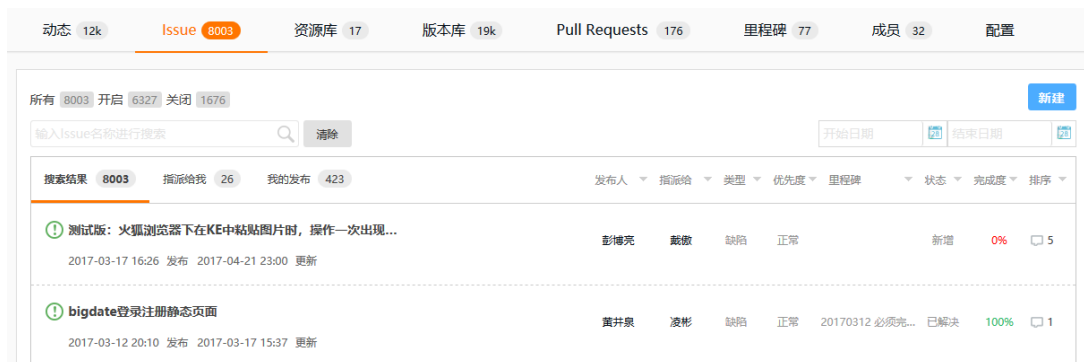 动态 12k Issue 8003 资源库 17 版本库 19k Pull Requests 176 里程碑 77 成员 32 配置
所有 8003 开启 6327 关闭 1676 新建
输入Issue名称进行搜索 清除 开始日期 结束日期
搜索结果 8003 指派给我 26 我的发布 423 发布人 指派给 类型 优先度 里程碑 状态 完成度 排序
测试版：火狐浏览器下在KE中粘贴图片时，操作一次出现... 彭博亮 戴傲 缺陷 正常 新增 0% 5
2017-03-17 16:26 发布 2017-04-21 23:00 更新
bigdate登录注册静态页面 黄井泉 凌彬 缺陷 正常 20170312 必须完... 已解决 100% 1
2017-03-12 20:10 发布 2017-03-17 15:37 更新